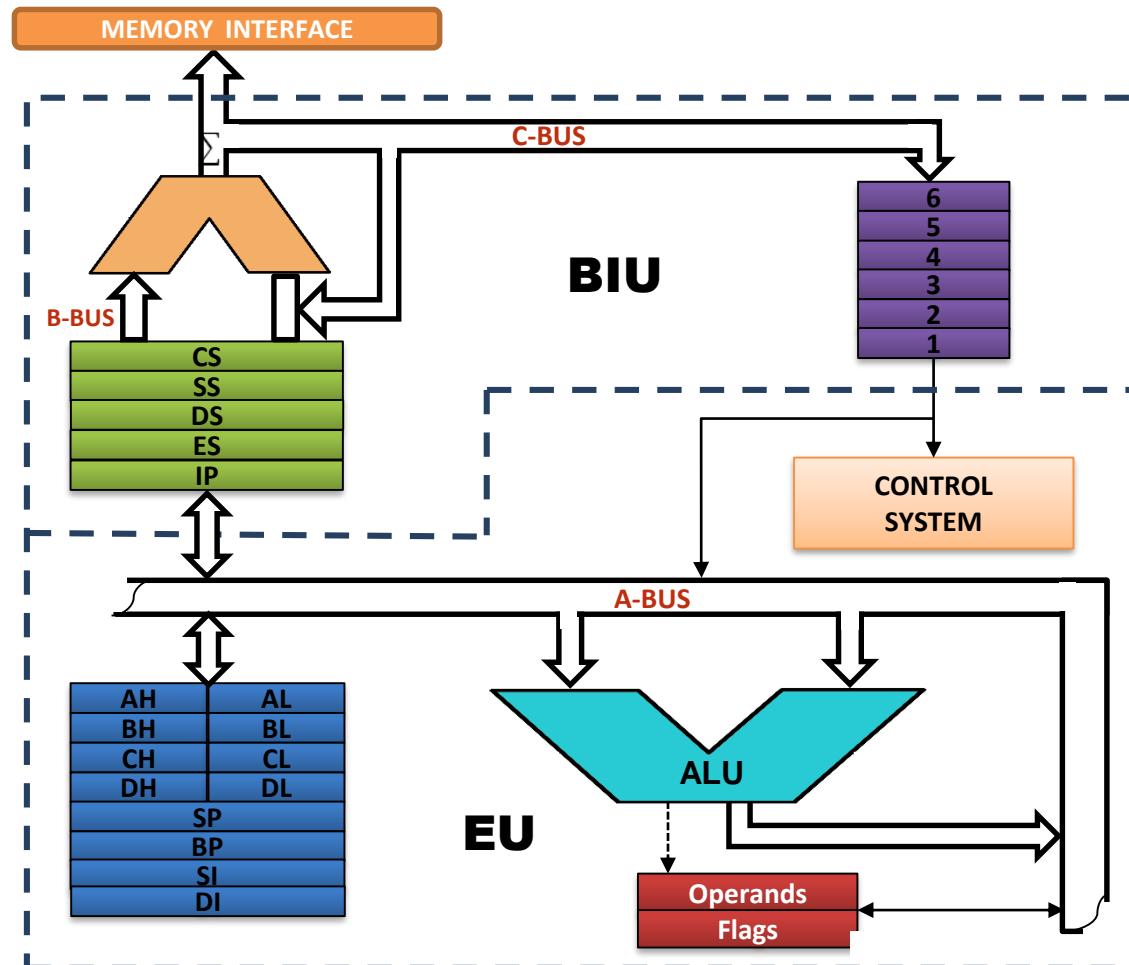 MEMORY INTERFACE
C-BUS
∑
6
5
4
3
2
1
BIU
B-BUS
CS
SS
DS
ES
IP
CONTROL
SYSTEM
A-BUS
AH AL
BH BL
CH CL
DH DL
SP
BP
SI
DI
ALU
EU
Operands
Flags